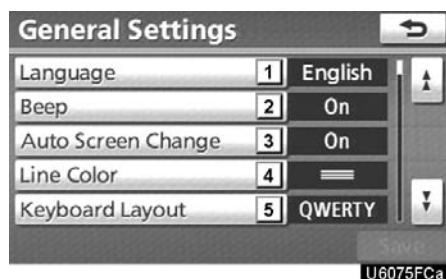 General Settings
Language 1 English
Beep 2 On
Auto Screen Change 3 On
Line Color 4
Keyboard Layout 5 QWERTY
Save
U6075FCa